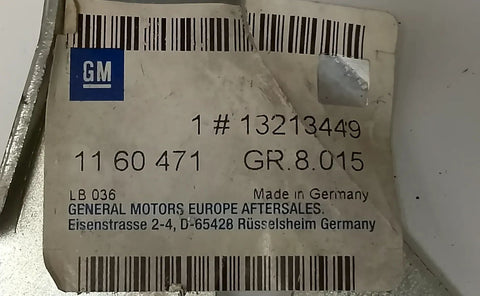 GM
1 # 13213449
11 60 471 GR.8.015
LB 036 Made in Germany
GENERAL MOTORS EUROPE AFTERSALES.
Eisenstrasse 2-4, D-65428 Rüsselsheim Germany